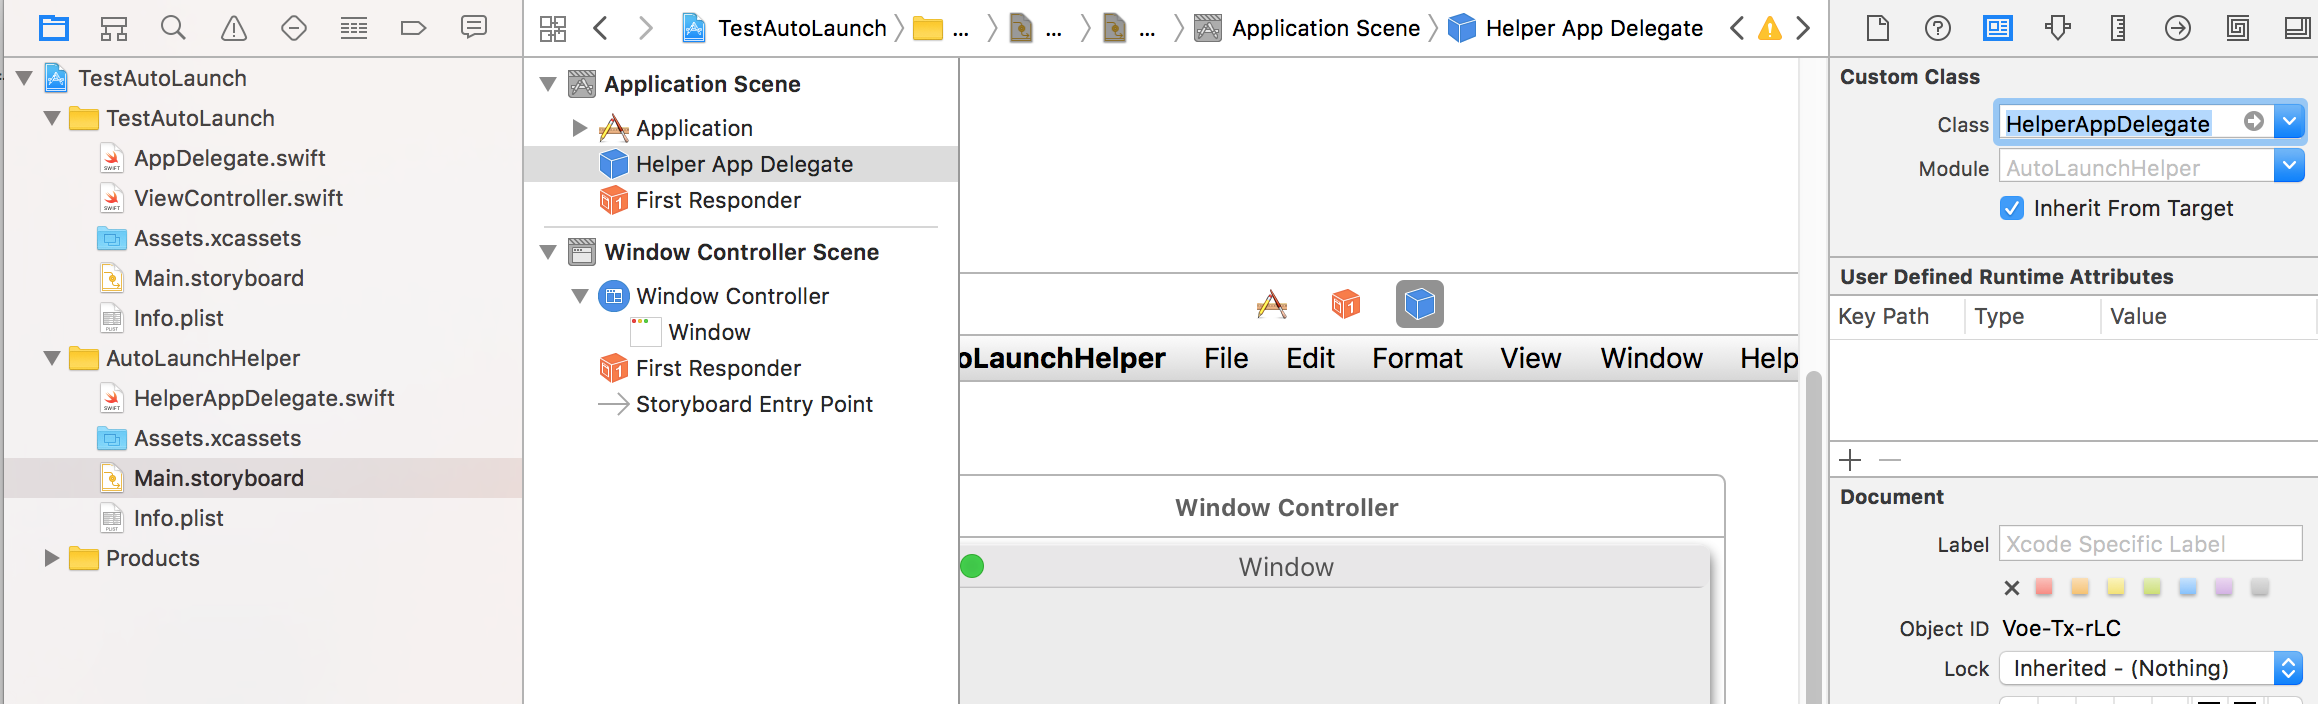 TestAutoLaunch
TestAutoLaunch
AppDelegate.swift
ViewController.swift
Assets.xcassets
Main.storyboard
Info.plist
AutoLaunchHelper
HelperAppDelegate.swift
Assets.xcassets
Main.storyboard
Info.plist
Products
TestAutoLaunch ... ... ... Application Scene Helper App Delegate
Application Scene
Application
Helper App Delegate
First Responder
Window Controller Scene
Window Controller
Window
First Responder
Storyboard Entry Point
oLaunchHelper File Edit Format View Window Help
Window Controller
Window
Custom Class
Class HelperAppDelegate
Module AutoLaunchHelper
Inherit From Target
User Defined Runtime Attributes
Key Path Type Value
Document
Label Xcode Specific Label
Object ID Voe-Tx-rLC
Lock Inherited - (Nothing)